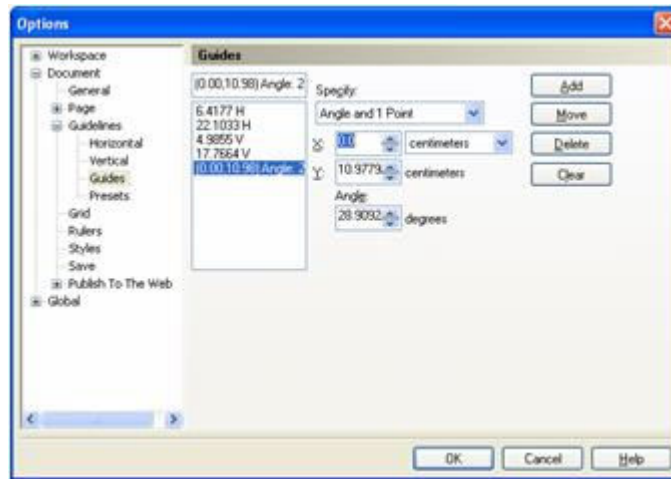 Options
Workspace
Document
General
Page
Guidelines
Horizontal
Vertical
Guides
Presets
Grid
Rulers
Styles
Save
Publish To The Web
Global
Guides
(0.00,10.98) Angle: 2
6.4177 H
22.1033 H
4.9855 V
17.7664 V
(0.00,10.98) Angle: 2
Specify:
Angle and 1 Point
X: 0.0 centimeters
Y: 10.9779 centimeters
Angle:
28.9092 degrees
Add
Move
Delete
Clear
OK
Cancel
Help